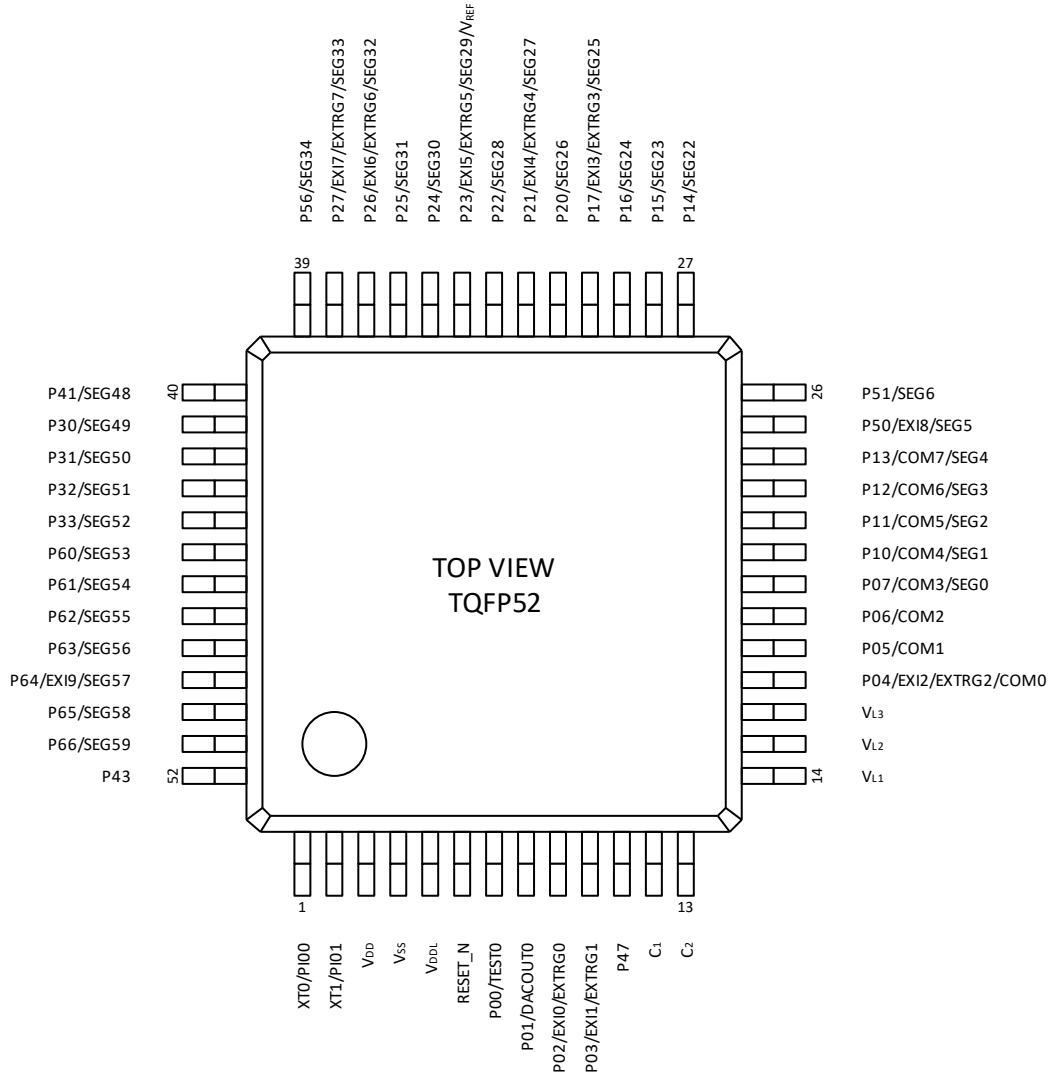 P56/SEG34
P27/EXI7/EXTRG7/SEG33
P26/EXI6/EXTRG6/SEG32
P25/SEG31
P24/SEG30
P23/EXI5/EXTRG5/SEG29/VREF
P22/SEG28
P21/EXI4/EXTRG4/SEG27
P20/SEG26
P17/EXI3/EXTRG3/SEG25
P16/SEG24
P15/SEG23
P14/SEG22
39
27
P41/SEG48
40
P30/SEG49
P31/SEG50
P32/SEG51
P33/SEG52
P60/SEG53
P61/SEG54
P62/SEG55
P63/SEG56
P64/EXI9/SEG57
P65/SEG58
P66/SEG59
P43
52
TOP VIEW
TQFP52
26
P51/SEG6
P50/EXI8/SEG5
P13/COM7/SEG4
P12/COM6/SEG3
P11/COM5/SEG2
P10/COM4/SEG1
P07/COM3/SEG0
P06/COM2
P05/COM1
P04/EXI2/EXTRG2/COM0
VL3
VL2
14
VL1
1
13
XT0/PI00
XT1/PI01
VDD
VSS
VDDL
RESET_N
P00/TEST0
P01/DACOUT0
P02/EXI0/EXTRG0
P03/EXI1/EXTRG1
P47
C1
C2